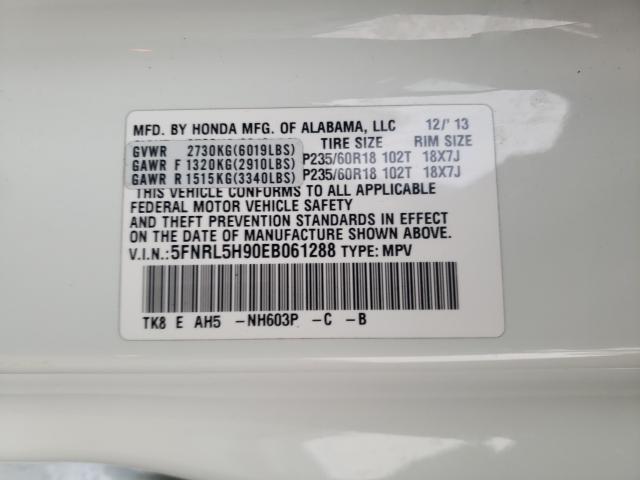 MFD. BY HONDA MFG. OF ALABAMA, LLC 12/'13
TIRE SIZE RIM SIZE
GVWR 2730KG(6019LBS)
GAWR F 1320KG(2910LBS) P235/60R18 102T 18X7J
GAWR R 1515KG(3340LBS) P235/60R18 102T 18X7J
THIS VEHICLE CONFORMS TO ALL APPLICABLE
FEDERAL MOTOR VEHICLE SAFETY
AND THEFT PREVENTION STANDARDS IN EFFECT
ON THE DATE OF MANUFACTURE SHOWN ABOVE.
V.I.N.:5FNRL5H90EB061288 TYPE: MPV
TK8 E AH5 -NH603P -C -B